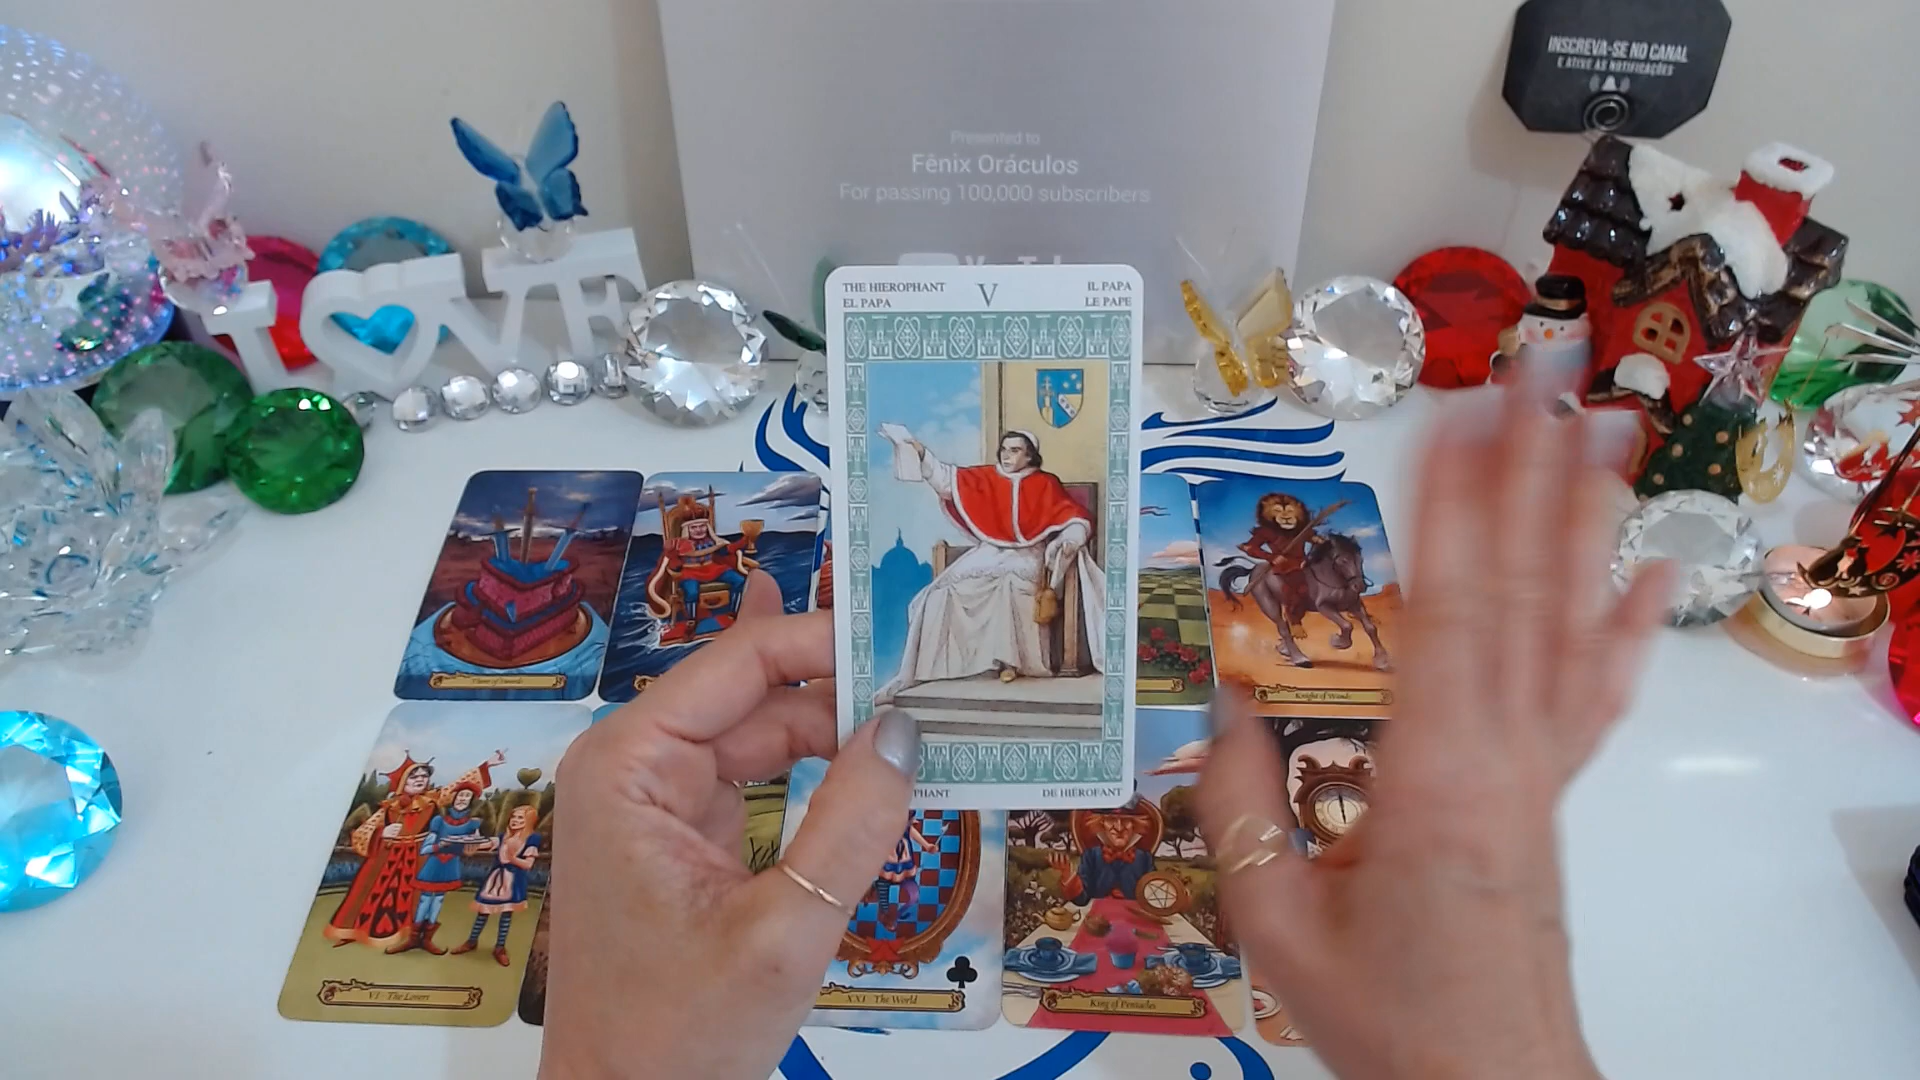 INSCREVA-SE NO CANAL
E ATIVE AS NOTIFICAÇÕES
Presented to
Fênix Oráculos
For passing 100,000 subscribers
THE HIEROPHANT
EL PAPA
V
IL PAPA
LE PAPE
DE HIËROFANT
Knight of Wands
VI The Lovers
XXI The World
King of Pentacles